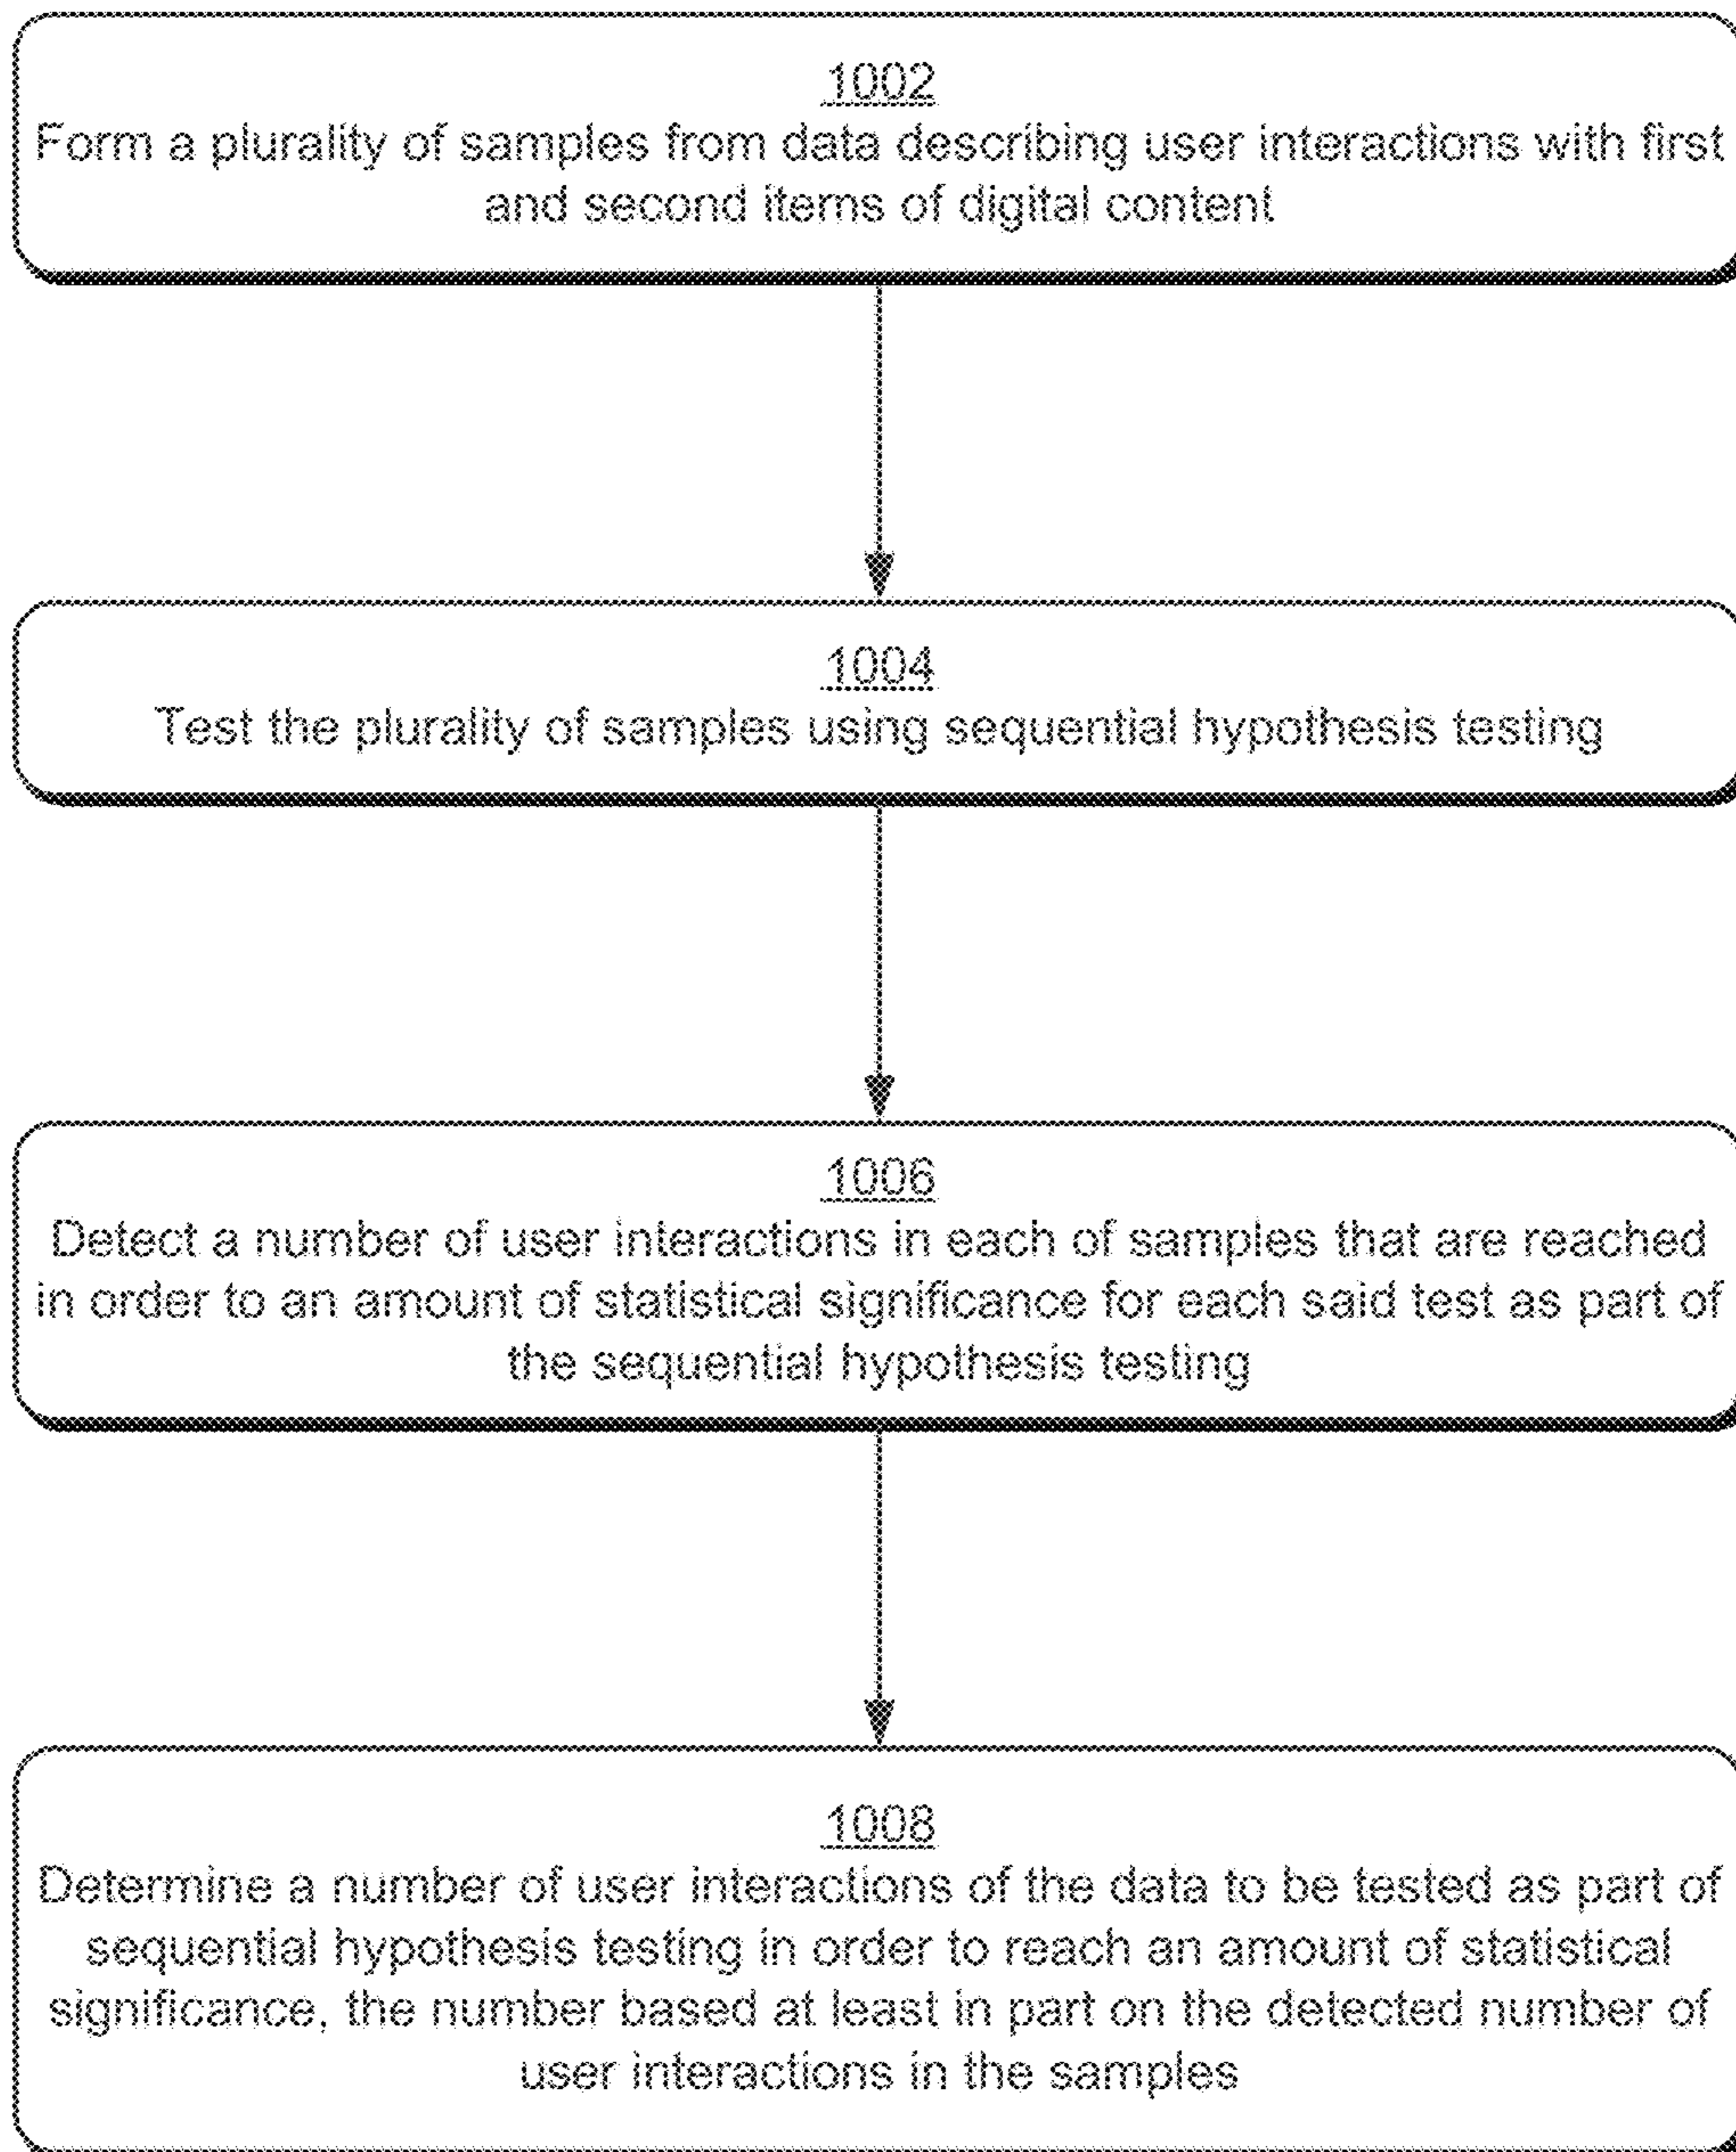 1002
Form a plurality of samples from data describing user interactions with first
and second items of digital content
1004
Test the plurality of samples using sequential hypothesis testing
1006
Detect a number of user interactions in each of samples that are reached
in order to an amount of statistical significance for each said test as part of
the sequential hypothesis testing
1008
Determine a number of user interactions of the data to be tested as part of
sequential hypothesis testing in order to reach an amount of statistical
significance, the number based at least in part on the detected number of
user interactions in the samples